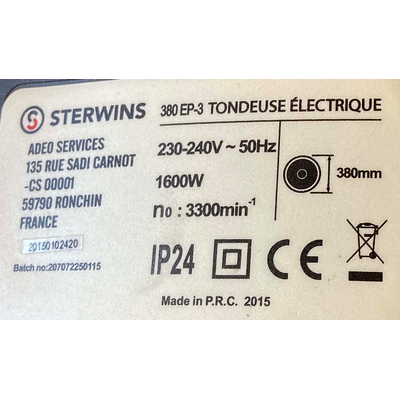 STERWINS
380 EP-3 TONDEUSE ÉLECTRIQUE
ADEO SERVICES
135 RUE SADI CARNOT
-CS 00001
59790 RONCHIN
FRANCE
20150102420
Batch no:207072250115
230-240V ~ 50Hz
1600W
no : 3300min-1
380mm
IP24
CE
Made in P.R.C. 2015